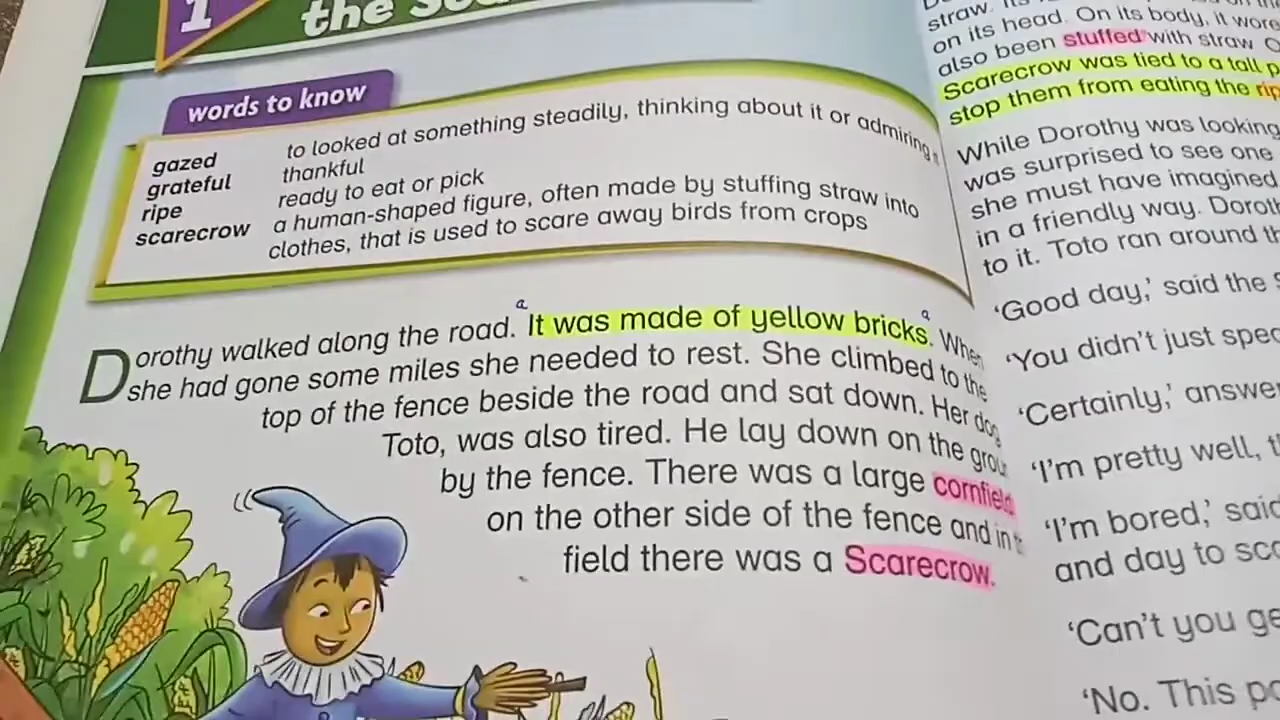 1
the
words to know
gazed to looked at something steadily, thinking about it or admiring
grateful thankful
ripe ready to eat or pick
scarecrow a human-shaped figure, often made by stuffing straw into
clothes, that is used to scare away birds from crops
a a
Dorothy walked along the road. It was made of yellow bricks. When
she had gone some miles she needed to rest. She climbed to the
top of the fence beside the road and sat down. Her dog
Toto, was also tired. He lay down on the
by the fence. There was a large cornfield
on the other side of the fence and in
field there was a Scarecrow.
straw.
on its head. On its body, it wore
also been stuffed with straw.
Scarecrow was tied to a tall
stop them from eating the
While Dorothy was looking
was surprised to see one
she must have imagined
in a friendly way.
to it. Toto ran around
'Good day,' said the
'You didn't just
'Certainly,'
'I'm pretty well,
'I'm bored,'
and day to
'Can't you
'No. This